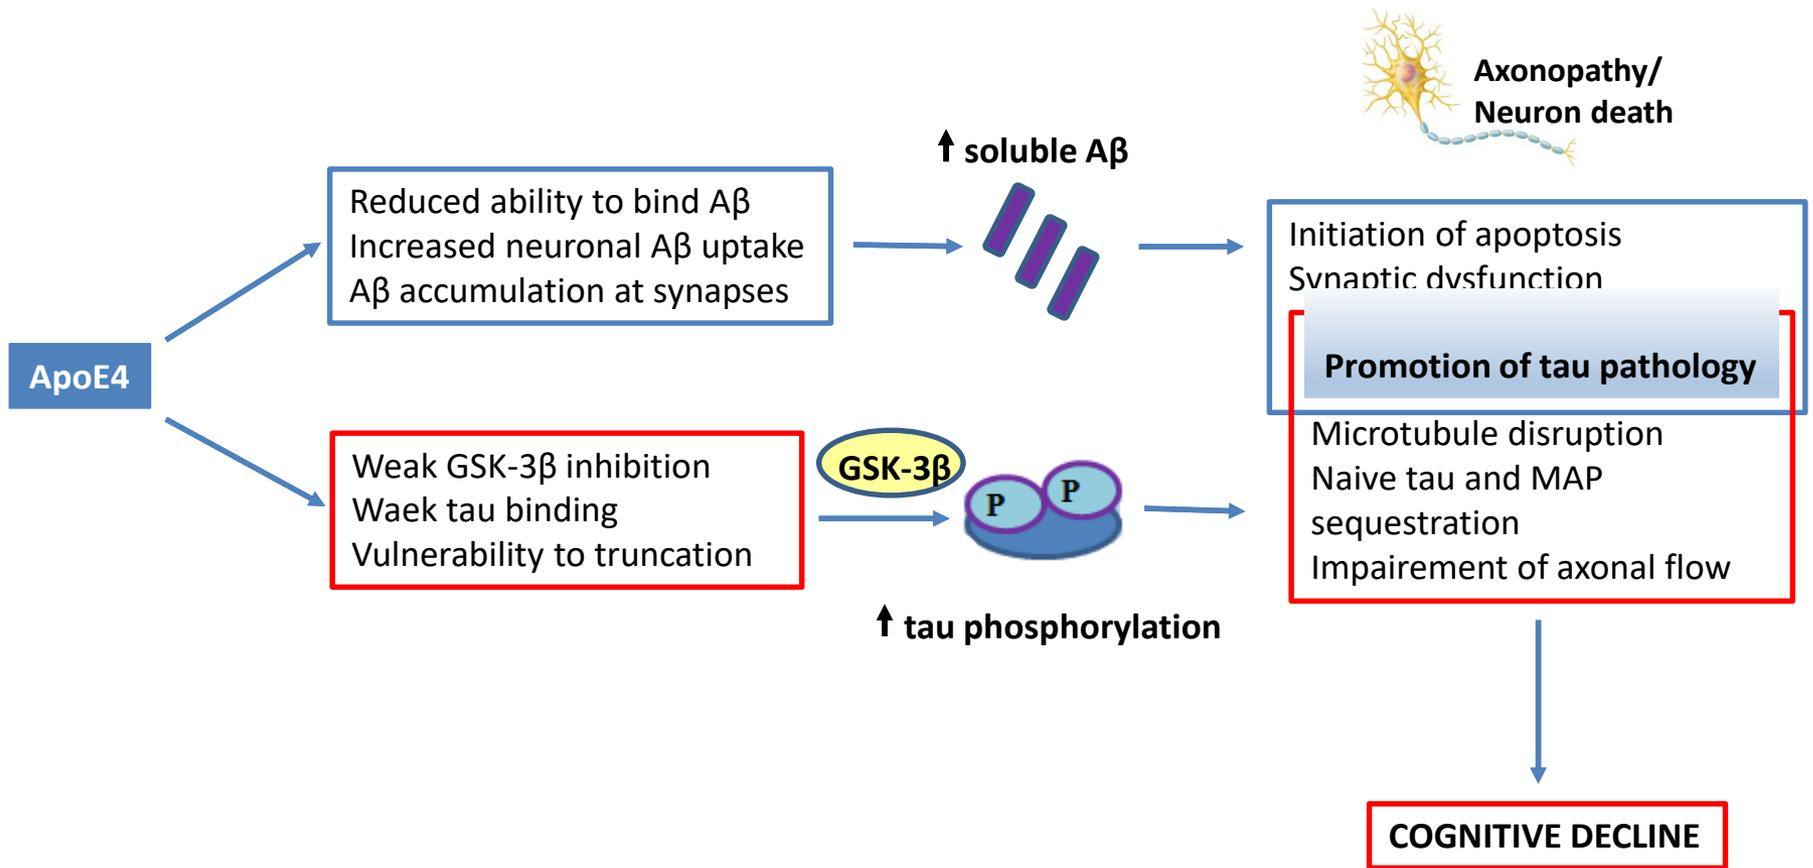 Axonopathy/
Neuron death
↑ soluble Aβ
Reduced ability to bind Aβ
Increased neuronal Aβ uptake
Aβ accumulation at synapses
Initiation of apoptosis
Synaptic dysfunction
Promotion of tau pathology
ApoE4
Weak GSK-3β inhibition
Waek tau binding
Vulnerability to truncation
GSK-3β
P P
Microtubule disruption
Naive tau and MAP
sequestration
Impairement of axonal flow
↑ tau phosphorylation
COGNITIVE DECLINE